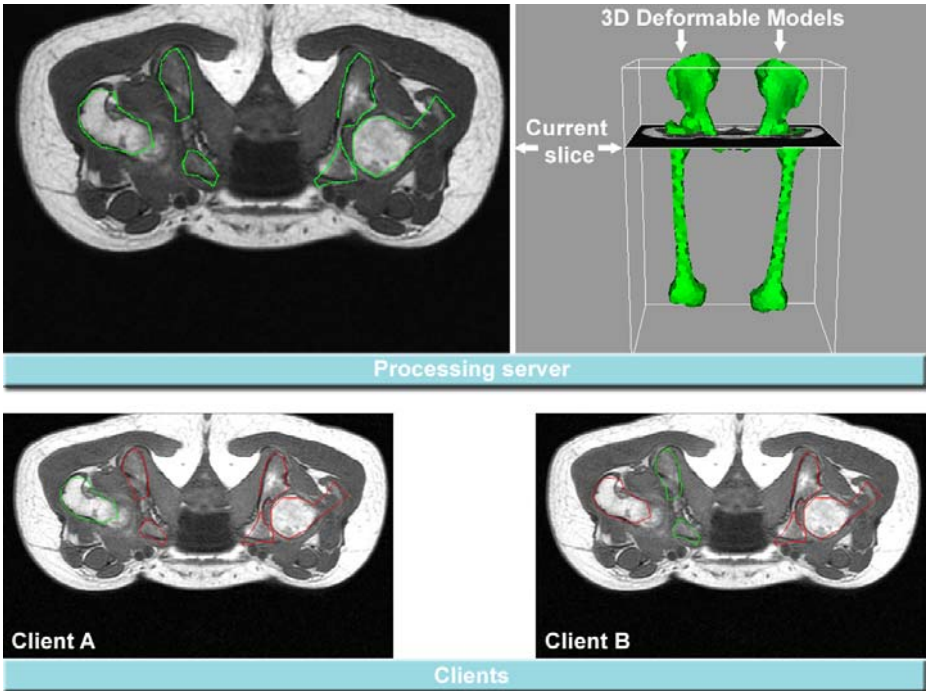 3D Deformable Models
Current
slice
Processing server
Client A
Client B
Clients